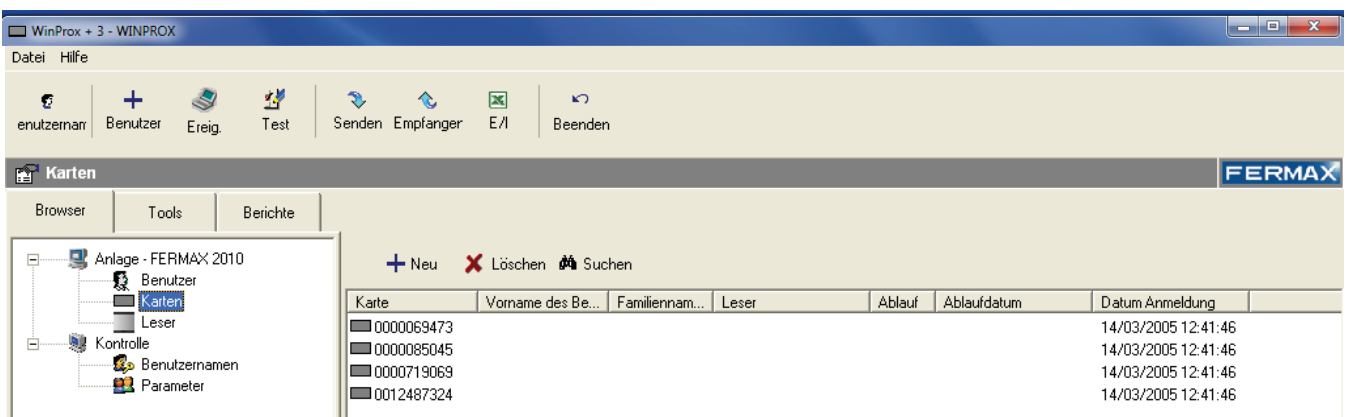 WinProx + 3 - WINPROX
Datei Hilfe
enutzernam Benutzer Ereig. Test Senden Empfanger E/I Beenden
Karten FERMAX
Browser Tools Berichte
Anlage - FERMAX 2010
Benutzer
Karten
Leser
Kontrolle
Benutzernamen
Parameter
Neu Löschen Suchen
Karte Vorname des Be... Familiennam... Leser Ablauf Ablaufdatum Datum Anmeldung
0000069473 14/03/2005 12:41:46
0000085045 14/03/2005 12:41:46
0000719069 14/03/2005 12:41:46
0012487324 14/03/2005 12:41:46